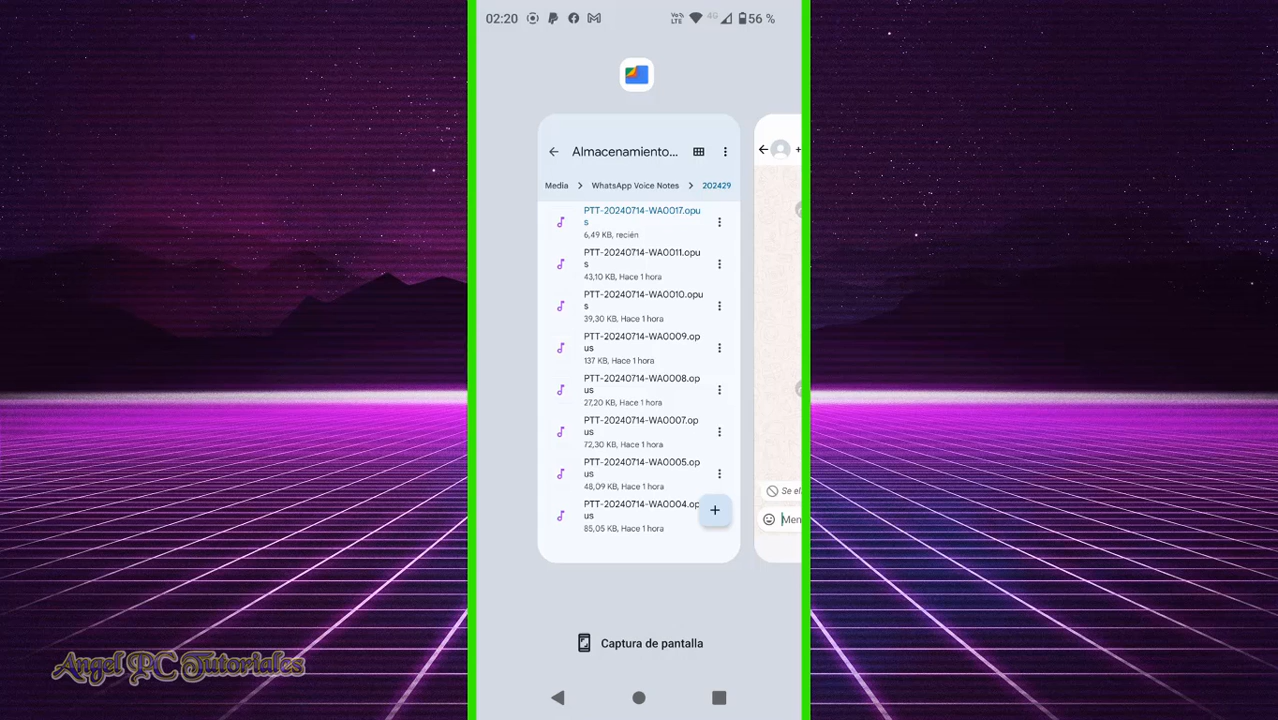 02:20
VoLTE 4G 56 %
Almacenamiento...
Media > WhatsApp Voice Notes > 202429
PTT-20240714-WA0017.opu
s
6,49 KB, recién
PTT-20240714-WA0011.opu
s
43,10 KB, Hace 1 hora
PTT-20240714-WA0010.opu
s
39,30 KB, Hace 1 hora
PTT-20240714-WA0009.op
us
137 KB, Hace 1 hora
PTT-20240714-WA0008.op
us
27,20 KB, Hace 1 hora
PTT-20240714-WA0007.op
us
72,30 KB, Hace 1 hora
PTT-20240714-WA0005.op
us
48,09 KB, Hace 1 hora
PTT-20240714-WA0004.op
us
85,05 KB, Hace 1 hora
+
Se el
Men
Captura de pantalla
Angel PC Tutoriales